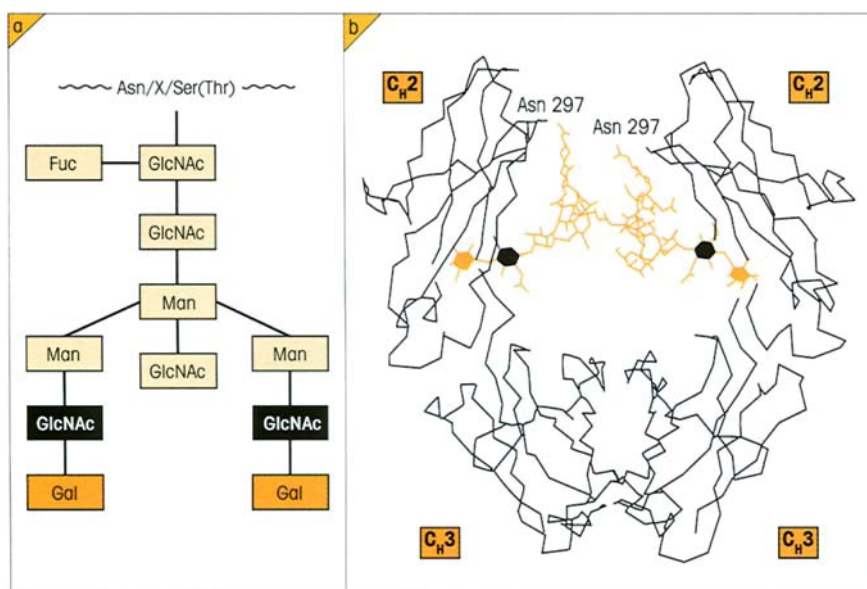 a
Asn/X/Ser(Thr)
Fuc
GlcNAc
GlcNAc
Man
Man
GlcNAc
Man
GlcNAc
GlcNAc
Gal
Gal
b
CH2
CH2
Asn 297
Asn 297
CH3
CH3